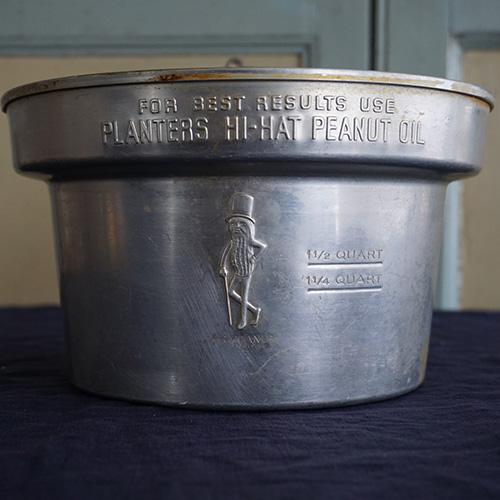 FOR BEST RESULTS USE
PLANTERS HI-HAT PEANUT OIL
1 1/2 QUART
1 1/4 QUART